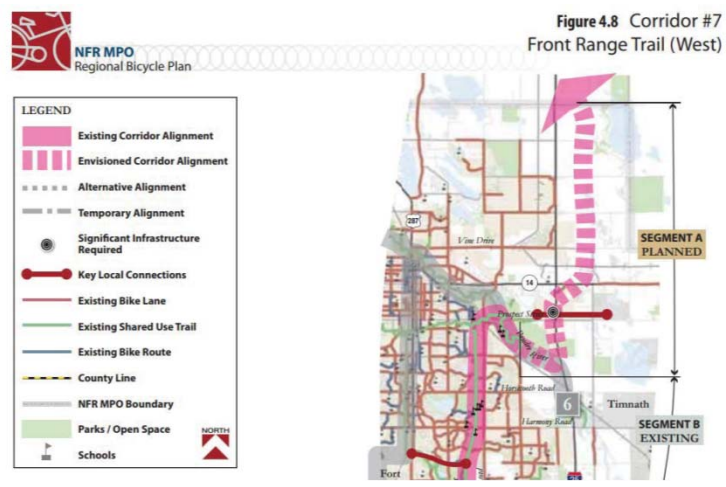 Figure 4.8 Corridor #7
Front Range Trail (West)
NFR MPO
Regional Bicycle Plan
LEGEND
Existing Corridor Alignment
Envisioned Corridor Alignment
Alternative Alignment
Temporary Alignment
Significant Infrastructure
Required
Key Local Connections
Existing Bike Lane
Existing Shared Use Trail
Existing Bike Route
County Line
NFR MPO Boundary
Parks / Open Space
Schools
NORTH
287
Vine Drive
14
SEGMENT A
PLANNED
Prospect
Horsetooth Road
6
Timnath
Harmony Road
SEGMENT B
EXISTING
Fort
25